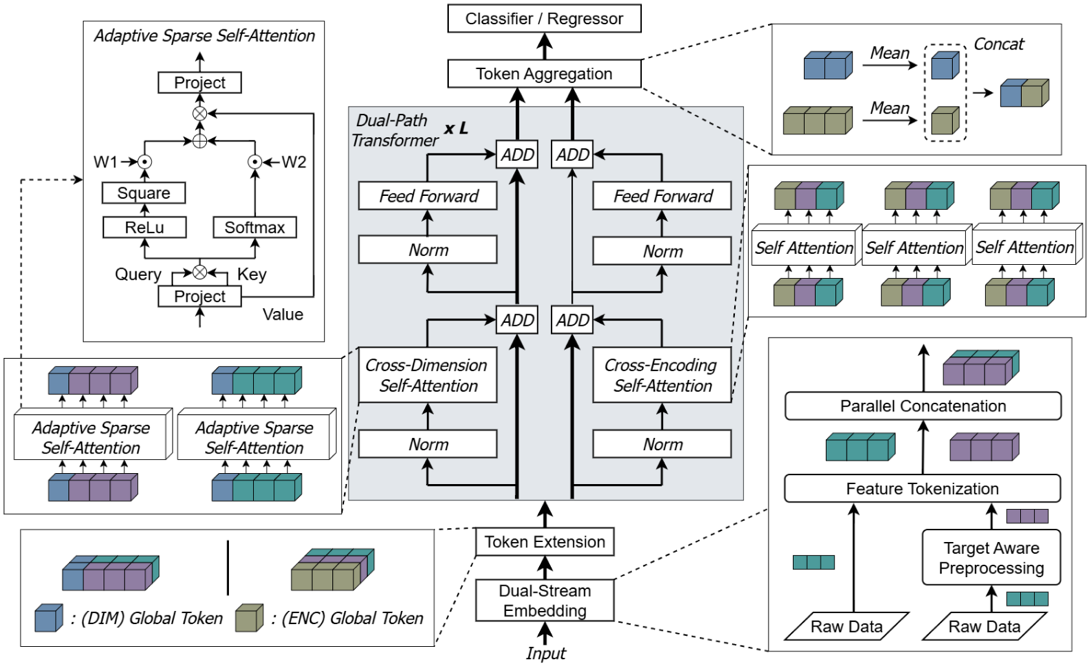 Classifier / Regressor
Token Aggregation
Adaptive Sparse Self-Attention
Project
W1
W2
Square
ReLu
Softmax
Query
Key
Project
Value
Dual-Path
Transformer
x L
ADD
ADD
Feed Forward
Feed Forward
Norm
Norm
ADD
ADD
Cross-Dimension
Self-Attention
Cross-Encoding
Self-Attention
Norm
Norm
Mean
Concat
Mean
Self Attention
Self Attention
Self Attention
Adaptive Sparse
Self-Attention
Adaptive Sparse
Self-Attention
Parallel Concatenation
Feature Tokenization
Target Aware
Preprocessing
Raw Data
Raw Data
Token Extension
Dual-Stream
Embedding
Input
: (DIM) Global Token
: (ENC) Global Token